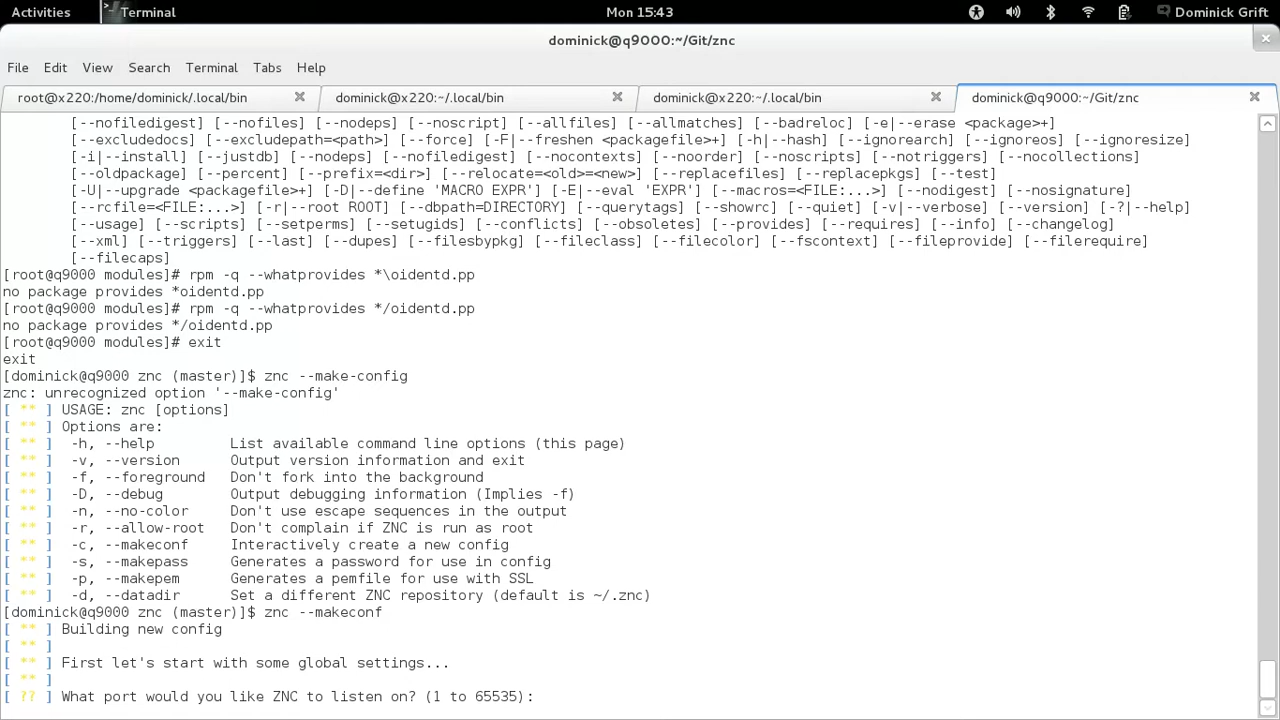 Activities Terminal Mon 15:43 Dominick Grift
dominick@q9000:~/Git/znc
File Edit View Search Terminal Tabs Help
root@x220:/home/dominick/.local/bin dominick@x220:~/.local/bin dominick@x220:~/.local/bin dominick@q9000:~/Git/znc
[--nofiledigest] [--nofiles] [--nodeps] [--noscript] [--allfiles] [--allmatches] [--badreloc] [-e|--erase <package>+]
[--excludedocs] [--excludepath=<path>] [--force] [-F|--freshen <packagefile>+] [-h|--hash] [--ignorearch] [--ignoreos] [--ignoresize]
[-i|--install] [--justdb] [--nodeps] [--nofiledigest] [--nocontexts] [--noorder] [--noscripts] [--notriggers] [--nocollections]
[--oldpackage] [--percent] [--prefix=<dir>] [--relocate=<old>=<new>] [--replacefiles] [--replacepkgs] [--test]
[-U|--upgrade <packagefile>+] [-D|--define 'MACRO EXPR'] [-E|--eval 'EXPR'] [--macros=<FILE:...>] [--nodigest] [--nosignature]
[--rcfile=<FILE:...>] [-r|--root ROOT] [--dbpath=DIRECTORY] [--querytags] [--showrc] [--quiet] [-v|--verbose] [--version] [-?|--help]
[--usage] [--scripts] [--setperms] [--setugids] [--conflicts] [--obsoletes] [--provides] [--requires] [--info] [--changelog]
[--xml] [--triggers] [--last] [--dupes] [--filesbypkg] [--fileclass] [--filecolor] [--fscontext] [--fileprovide] [--filerequire]
[--filecaps]
[root@q9000 modules]# rpm -q --whatprovides *\oidentd.pp
no package provides *oidentd.pp
[root@q9000 modules]# rpm -q --whatprovides */oidentd.pp
no package provides */oidentd.pp
[root@q9000 modules]# exit
exit
[dominick@q9000 znc (master)]$ znc --make-config
znc: unrecognized option '--make-config'
[ ** ] USAGE: znc [options]
[ ** ] Options are:
[ ** ] -h, --help List available command line options (this page)
[ ** ] -v, --version Output version information and exit
[ ** ] -f, --foreground Don't fork into the background
[ ** ] -D, --debug Output debugging information (Implies -f)
[ ** ] -n, --no-color Don't use escape sequences in the output
[ ** ] -r, --allow-root Don't complain if ZNC is run as root
[ ** ] -c, --makeconf Interactively create a new config
[ ** ] -s, --makepass Generates a password for use in config
[ ** ] -p, --makepem Generates a pemfile for use with SSL
[ ** ] -d, --datadir Set a different ZNC repository (default is ~/.znc)
[dominick@q9000 znc (master)]$ znc --makeconf
[ ** ] Building new config
[ ** ]
[ ** ] First let's start with some global settings...
[ ** ]
[ ?? ] What port would you like ZNC to listen on? (1 to 65535):